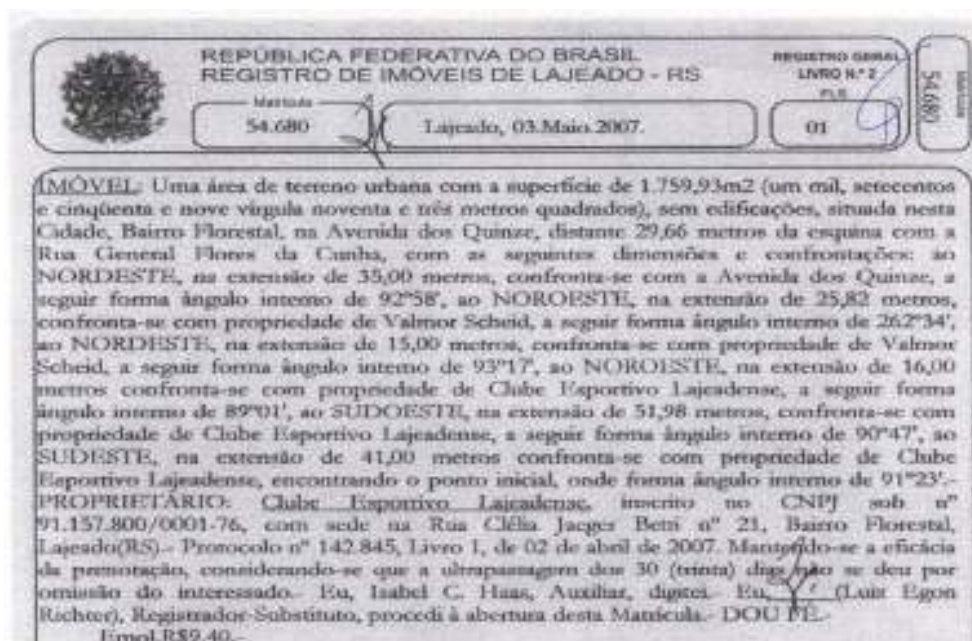 REPÚBLICA FEDERATIVA DO BRASIL
REGISTRO DE IMÓVEIS DE LAJEADO - RS
REGISTRO GERAL
LIVRO N.º 2
Matrícula
54.680
Lajeado, 03.Maio.2007.
FLS
01
Matrícula
54.680
IMÓVEL: Uma área de terreno urbana com a superfície de 1.759,93m2 (um mil, setecentos
e cinqüenta e nove vírgula noventa e três metros quadrados), sem edificações, situada nesta
Cidade, Bairro Florestal, na Avenida dos Quinze, distante 29,66 metros da esquina com a
Rua General Flores da Cunha, com as seguintes dimensões e confrontações: ao
NORDESTE, na extensão de 35,00 metros, confronta-se com a Avenida dos Quinze, a
seguir forma ângulo interno de 92º58', ao NOROESTE, na extensão de 25,82 metros,
confronta-se com propriedade de Valmor Scheid, a seguir forma ângulo interno de 262º34',
ao NORDESTE, na extensão de 15,00 metros, confronta-se com propriedade de Valmor
Scheid, a seguir forma ângulo interno de 93º17', ao NOROESTE, na extensão de 16,00
metros confronta-se com propriedade de Clube Esportivo Lajeadense, a seguir forma
ângulo interno de 89º01', ao SUDOESTE, na extensão de 51,98 metros, confronta-se com
propriedade de Clube Esportivo Lajeadense, a seguir forma ângulo interno de 90º47', ao
SUDESTE, na extensão de 41,00 metros confronta-se com propriedade de Clube
Esportivo Lajeadense, encontrando o ponto inicial, onde forma ângulo interno de 91º23'.-
PROPRIETÁRIO: Clube Esportivo Lajeadense, inscrito no CNPJ sob nº
91.157.800/0001-76, com sede na Rua Clélia Jaeger Betti nº 21, Bairro Florestal,
Lajeado(RS).- Protocolo nº 142.845, Livro 1, de 02 de abril de 2007. Mantendo-se a eficácia
da prenotação, considerando-se que a ultrapassagem dos 30 (trinta) dias não se deu por
omissão do interessado.- Eu, Isabel C. Haas, Auxiliar, digitei.- Eu, (Luiz Egon
Richter), Registrador-Substituto, procedi à abertura desta Matrícula.- DOU FÉ.-
Emol.R$9,40.-